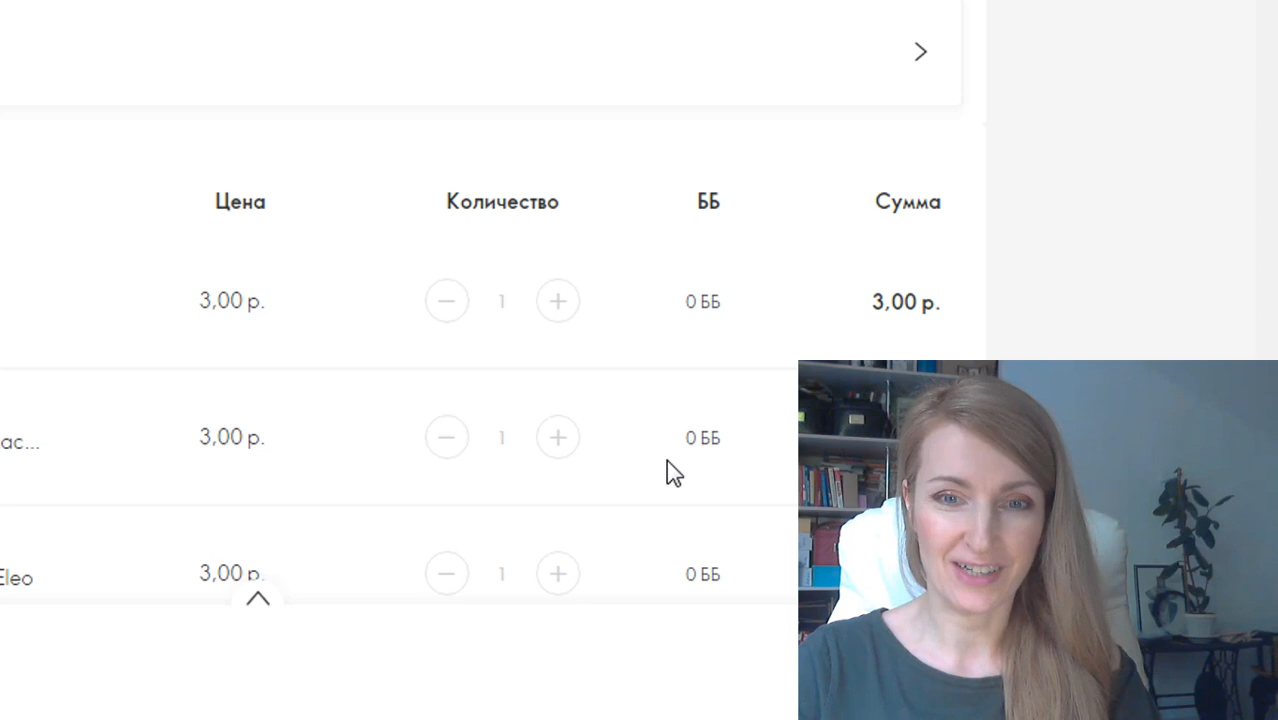 Цена Количество ББ Сумма
3,00 р. 1 0 ББ 3,00 р.
ас... 3,00 р. 1 0 ББ
Eleo 3,00 р. 1 0 ББ